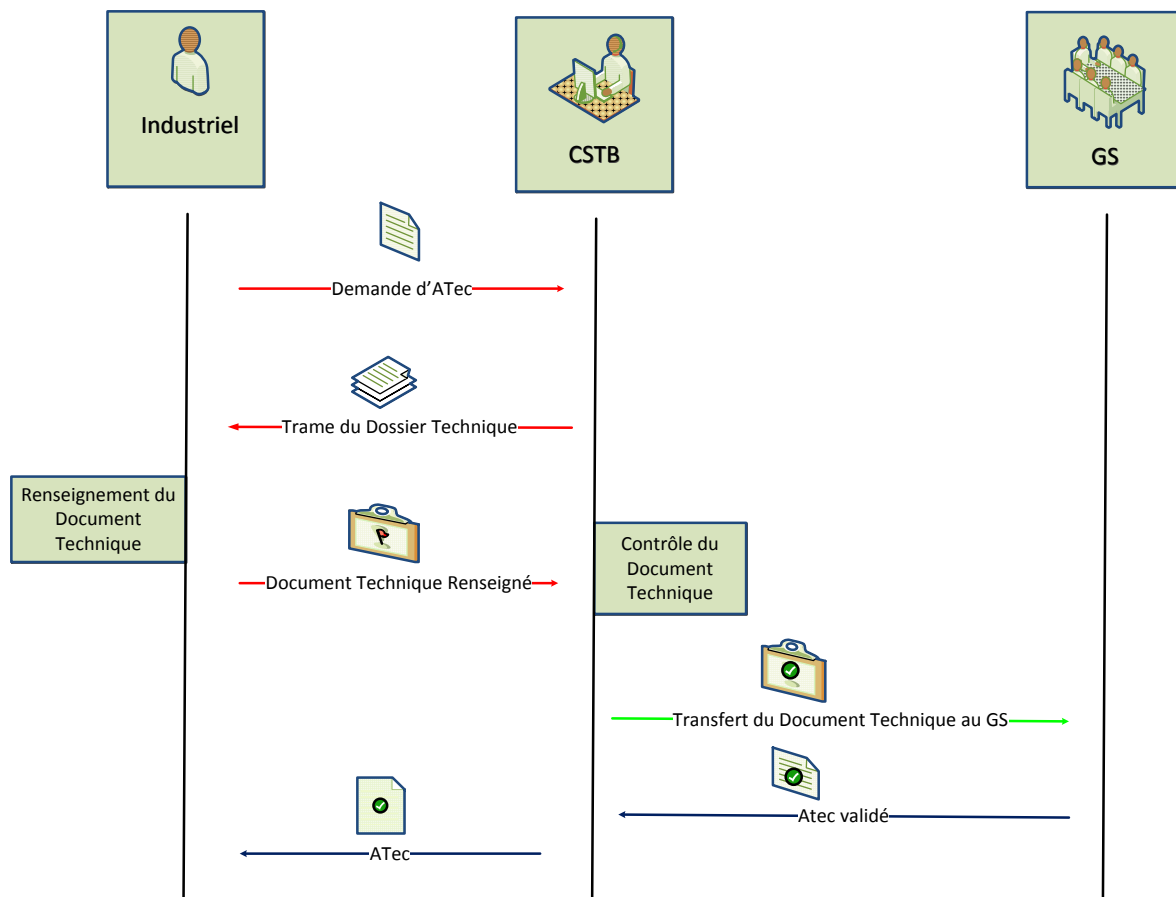 Industriel
CSTB
GS
Demande d’ATec
Trame du Dossier Technique
Renseignement du
Document
Technique
Document Technique Renseigné
Contrôle du
Document
Technique
Transfert du Document Technique au GS
Atec validé
ATec